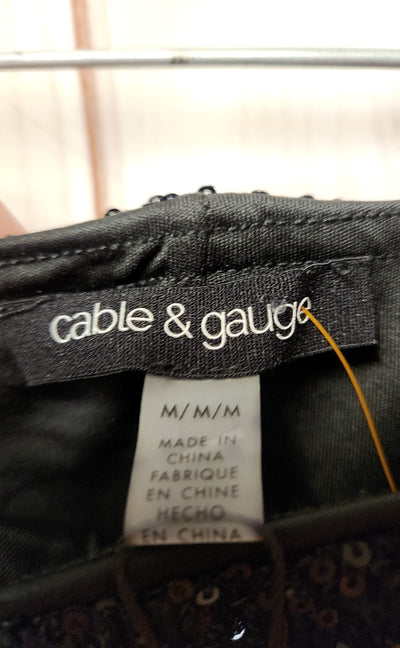 cable & gauge
M/M/M
MADE IN
CHINA
FABRIQUE
EN CHINE
HECHO
EN CHINA